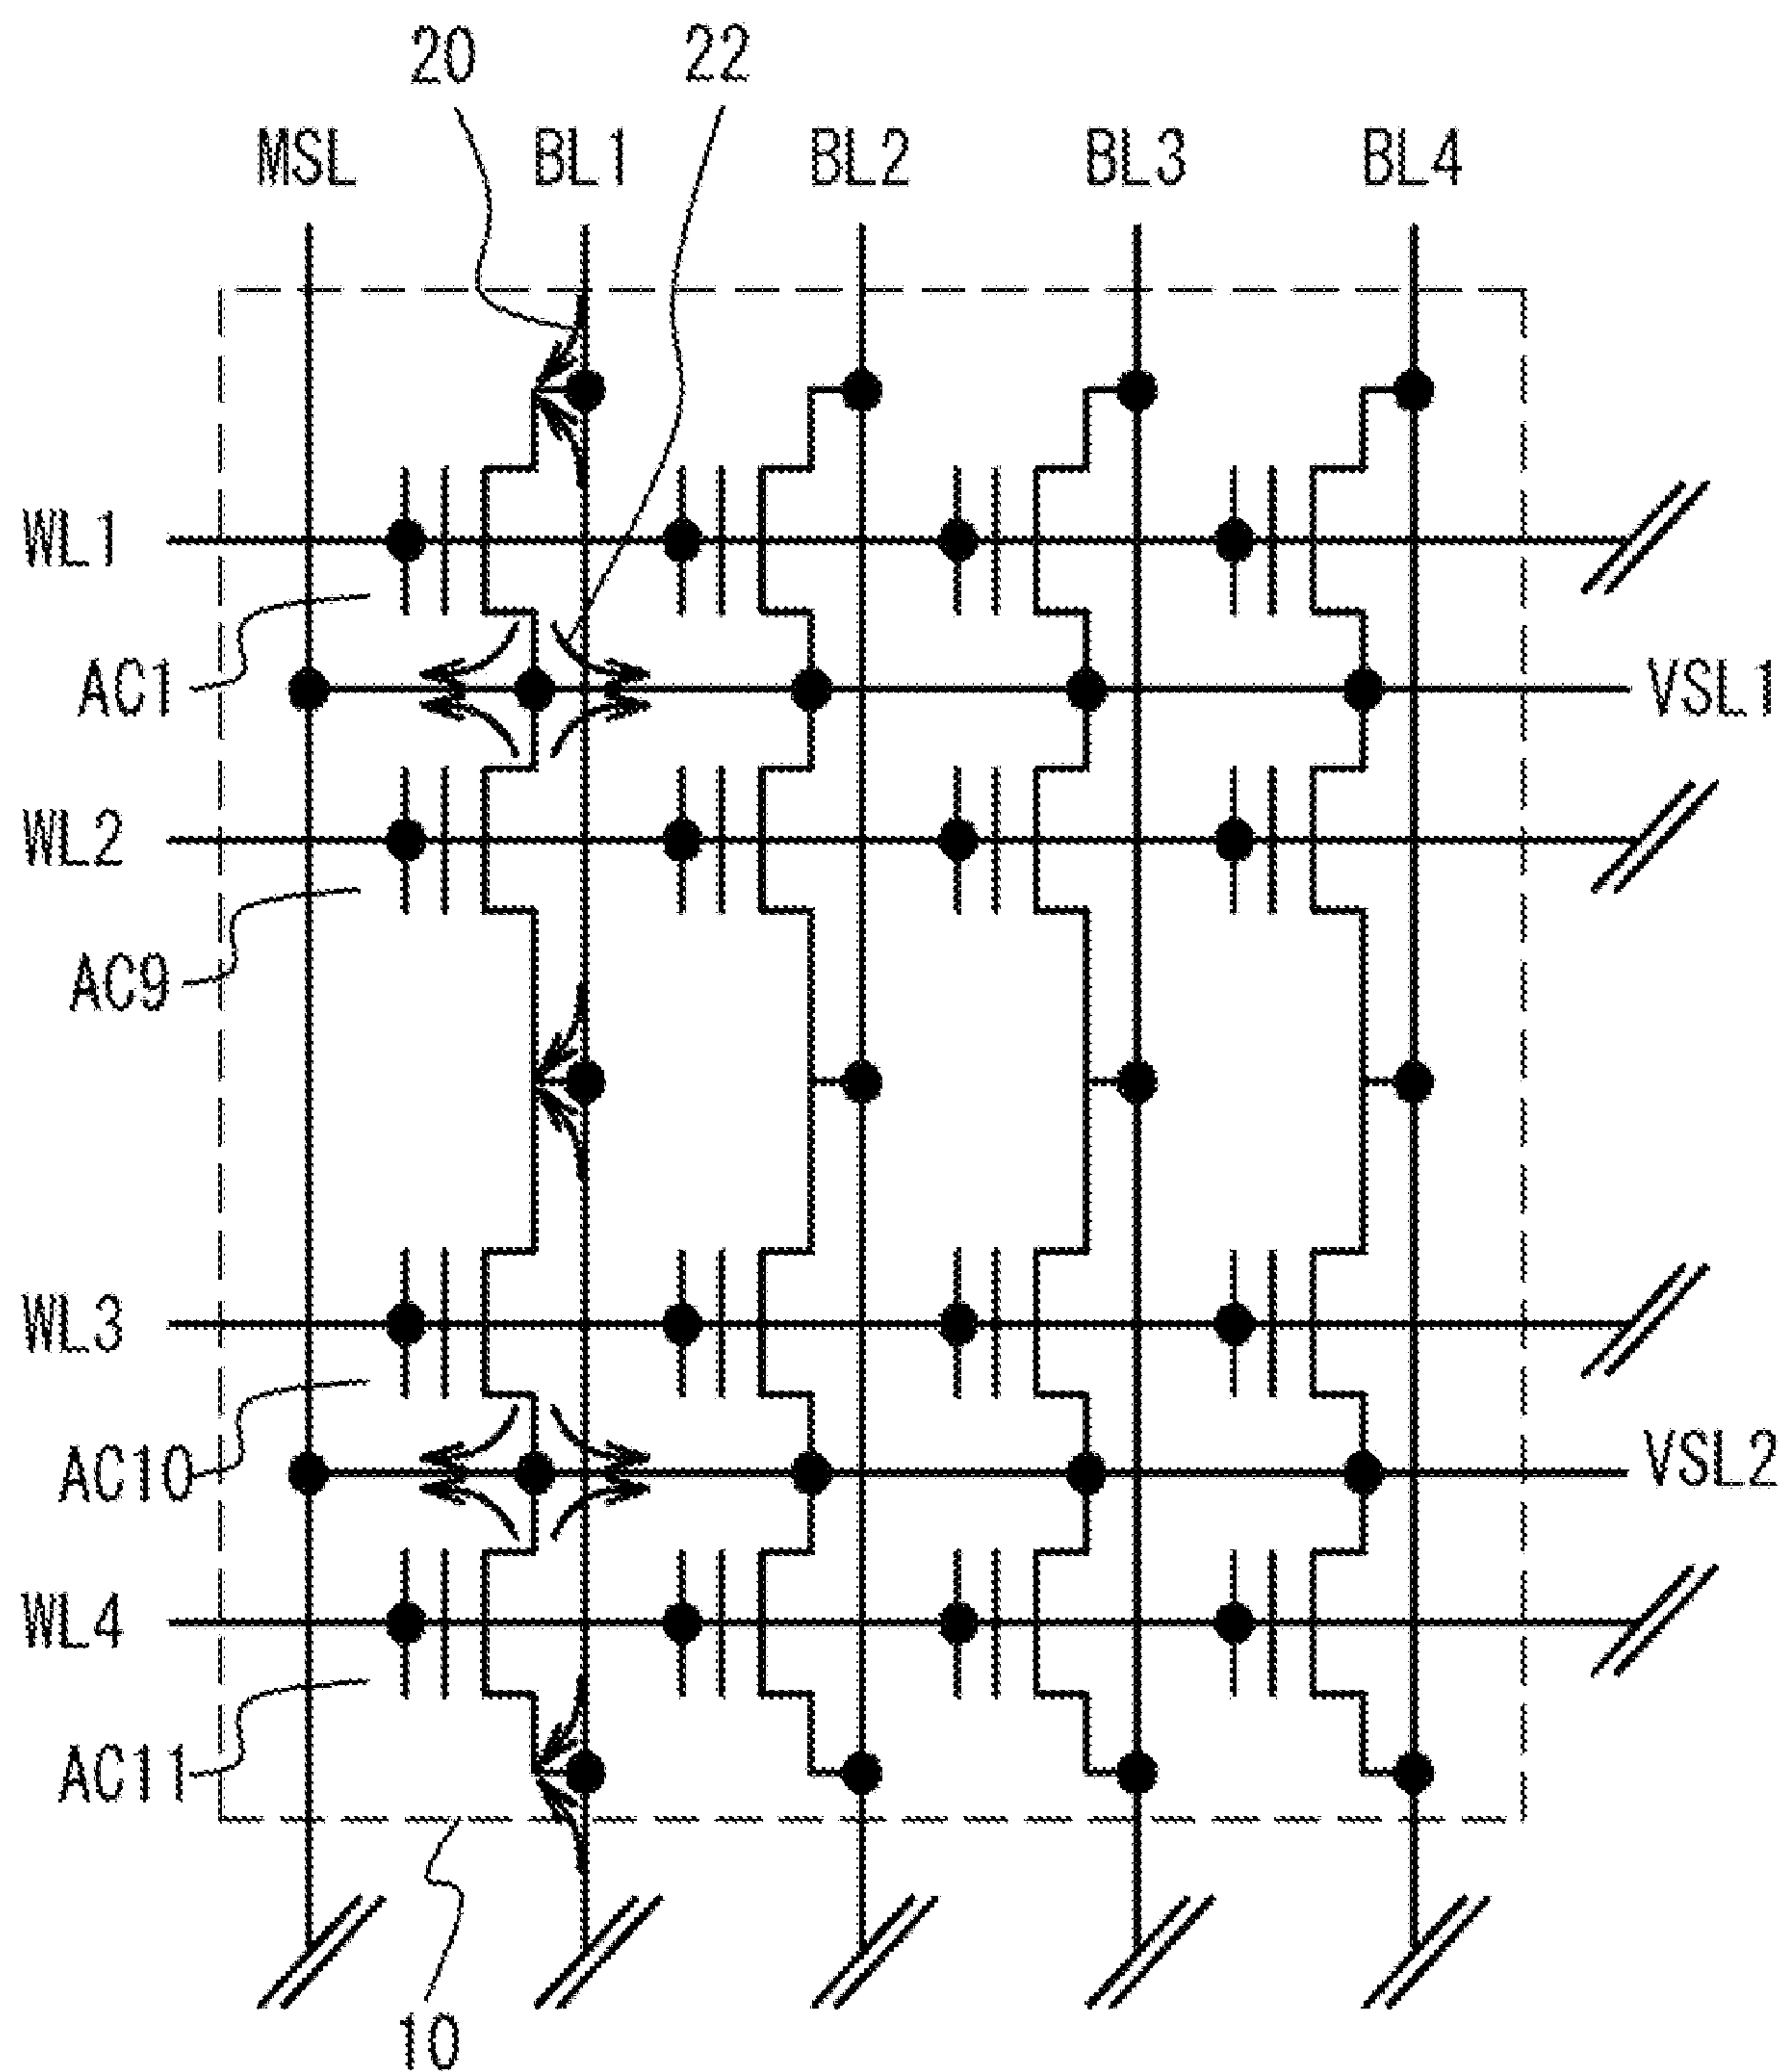 20 22
MSL BL1 BL2 BL3 BL4
WL1
AC1 VSL1
WL2
AC9
WL3
AC10 VSL2
WL4
AC11
10